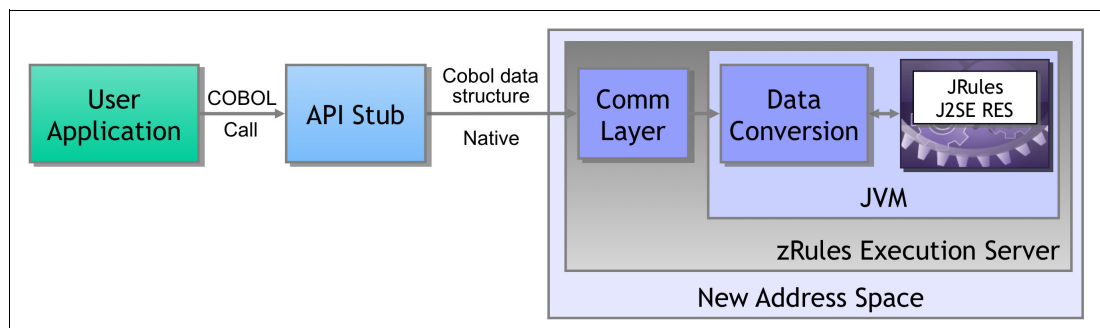 User
Application
COBOL
Call
API Stub
Cobol data
structure
Native
Comm
Layer
Data
Conversion
JRules
J2SE RES
JVM
zRules Execution Server
New Address Space